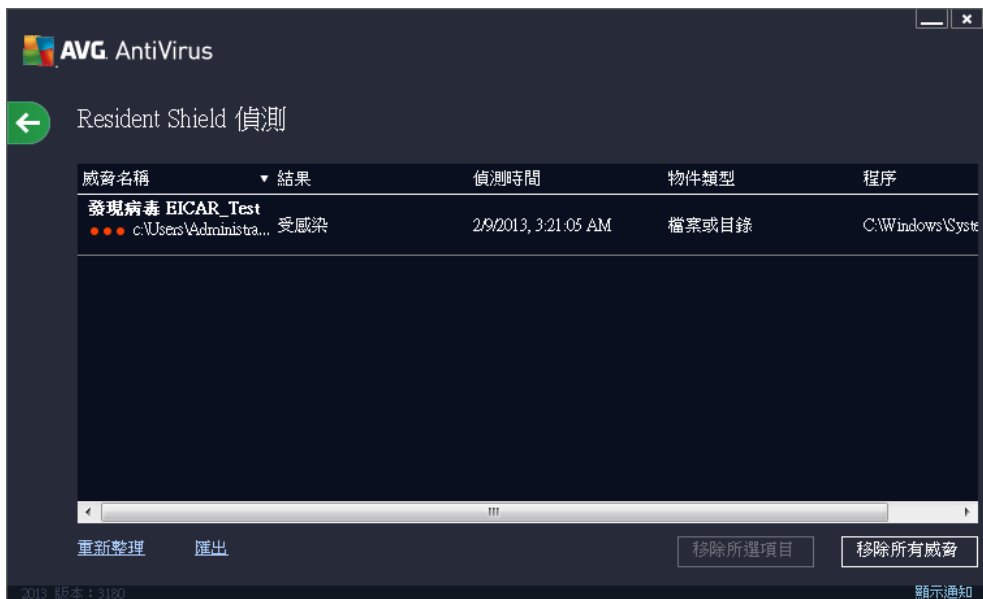 AVG. AntiVirus
Resident Shield 偵測
威脅名稱 結果 偵測時間 物件類型 程序
發現病毒 EICAR_Test
c:\Users\Administra... 受感染 2/9/2013, 3:21:05 AM 檔案或目錄 C:\Windows\Syste
重新整理 匯出 移除所選項目 移除所有威脅
2013 版本：3180 顯示通知